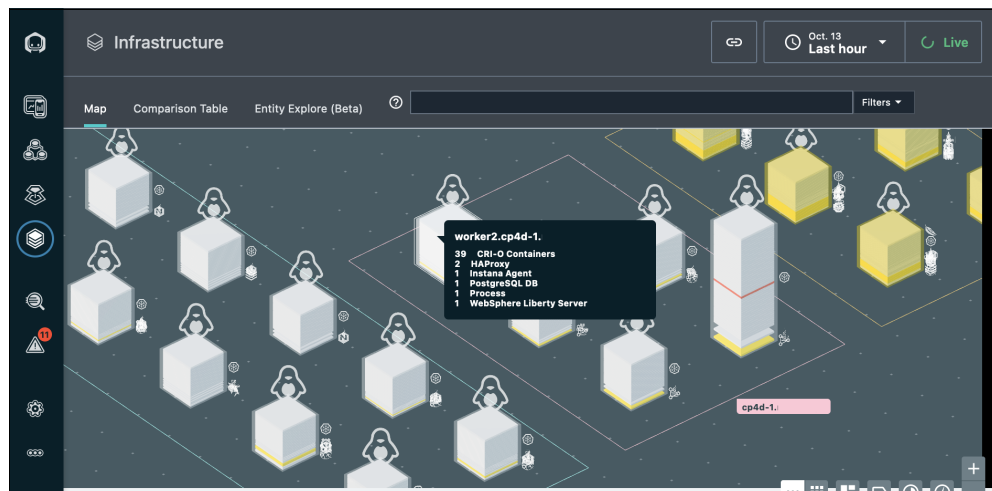 Infrastructure
Oct. 13
Last hour
Live
Map
Comparison Table
Entity Explore (Beta)
Filters
worker2.cp4d-1.
39 CRI-O Containers
2 HAProxy
1 Instana Agent
1 PostgreSQL DB
1 Process
1 WebSphere Liberty Server
11
cp4d-1.